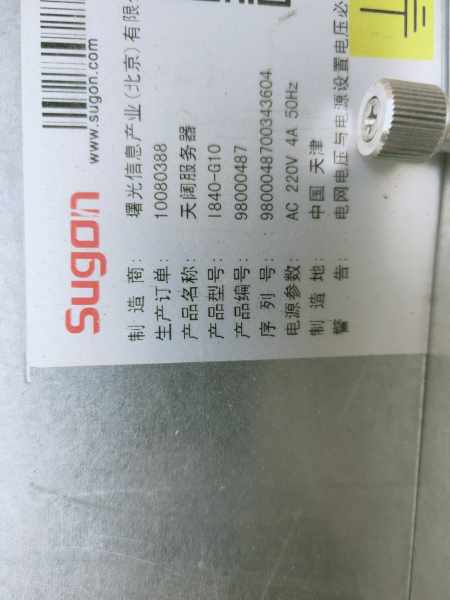 Sugon
www.sugon.com
制 造 商: 曙光信息产业(北京)有限
生产订单: 10080388
产品名称: 天阔服务器
产品型号: I840-G10
产品编号: 98000487
序 列 号: 9800048700343604
电源参数: AC 220V 4A 50Hz
制 造 地: 中国 天津
警 告: 电网电压与电源设置电压必